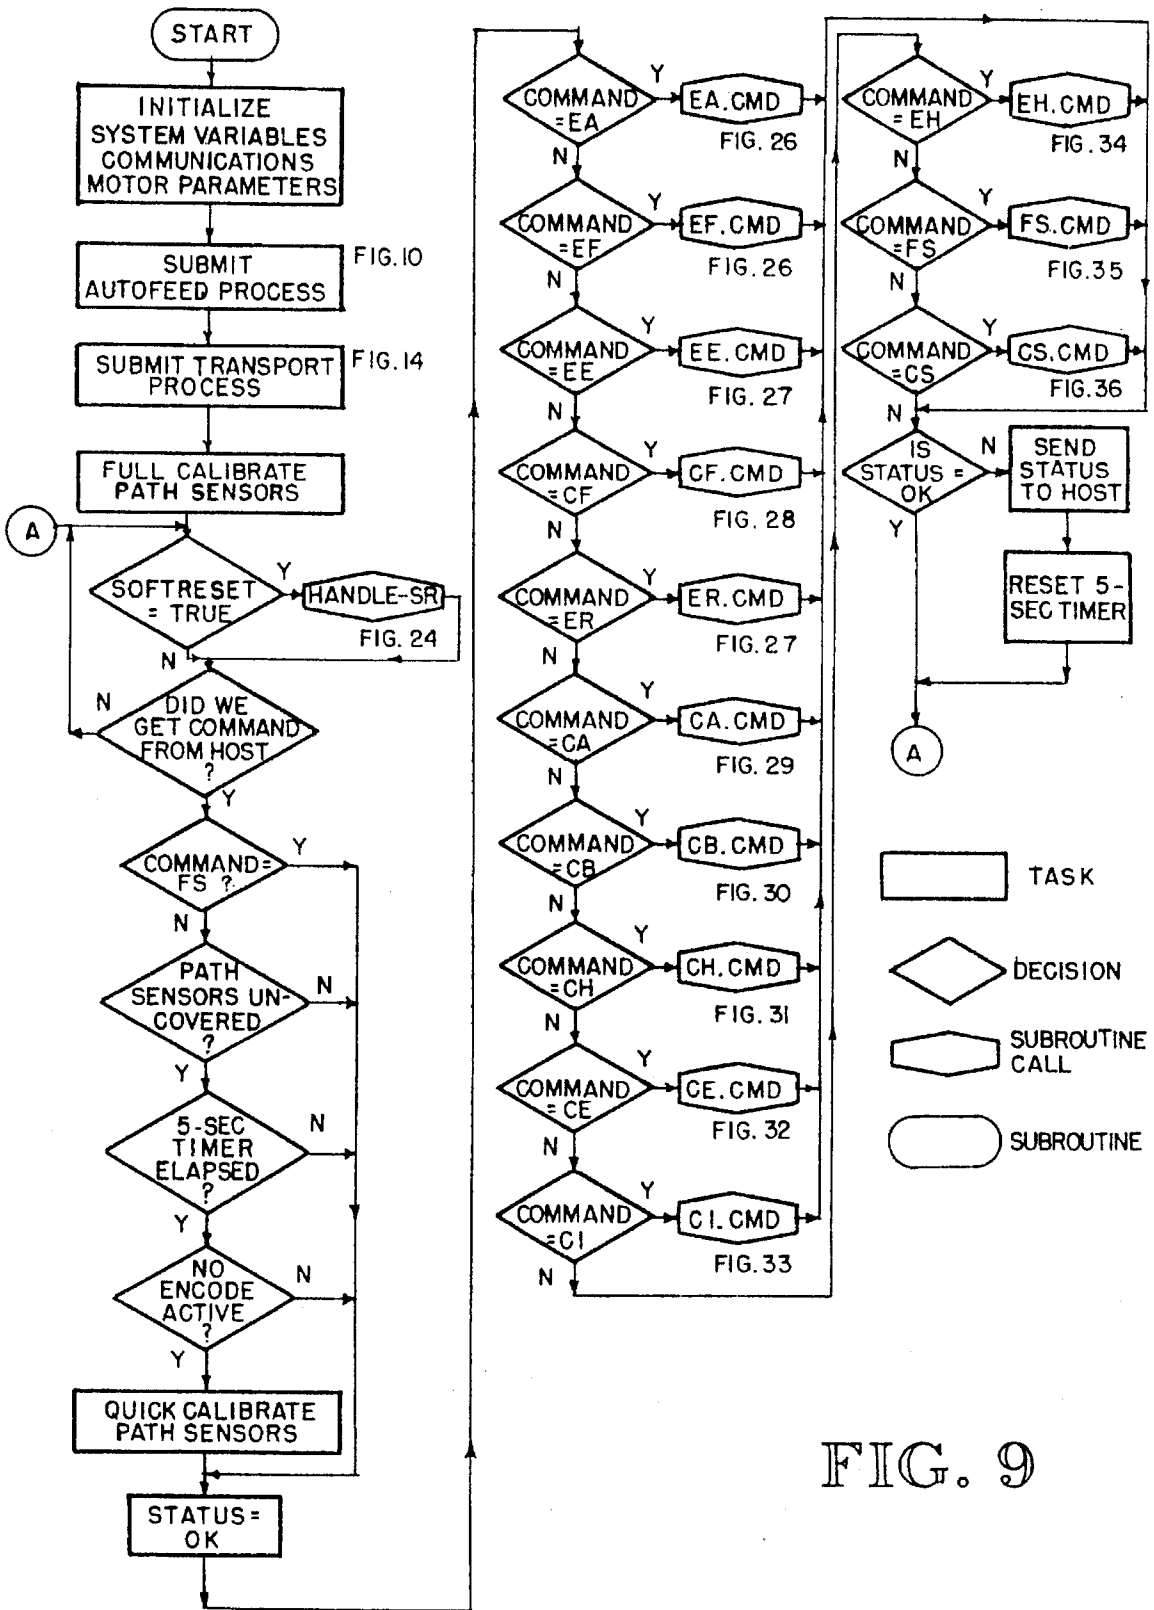 START
INITIALIZE
SYSTEM VARIABLES
COMMUNICATIONS
MOTOR PARAMETERS
SUBMIT
AUTOFEED PROCESS
FIG.10
SUBMIT TRANSPORT
PROCESS
FIG.14
FULL CALIBRATE
PATH SENSORS
A
SOFTRESET
= TRUE
Y
HANDLE-SR
FIG. 24
N
N
DID WE
GET COMMAND
FROM HOST
?
Y
COMMAND=
FS ?
Y
N
PATH
SENSORS UN-
COVERED
?
N
Y
5-SEC
TIMER
ELAPSED
?
N
Y
NO
ENCODE
ACTIVE
?
N
Y
QUICK CALIBRATE
PATH SENSORS
STATUS=
OK
COMMAND
=EA
Y
EA.CMD
FIG. 26
N
COMMAND
=EF
Y
EF.CMD
FIG. 26
N
COMMAND
=EE
Y
EE.CMD
FIG. 27
N
COMMAND
=CF
Y
CF.CMD
FIG. 28
N
COMMAND
=ER
Y
ER.CMD
FIG. 27
N
COMMAND
=CA
Y
CA.CMD
FIG. 29
N
COMMAND
=CB
Y
CB.CMD
FIG. 30
N
COMMAND
=CH
Y
CH.CMD
FIG. 31
N
COMMAND
=CE
Y
CE.CMD
FIG. 32
N
COMMAND
=CI
Y
CI.CMD
FIG. 33
N
COMMAND
=EH
Y
EH.CMD
FIG. 34
N
COMMAND
=FS
Y
FS.CMD
FIG.35
N
COMMAND
=CS
Y
CS.CMD
FIG.36
N
IS
STATUS=
OK
N
SEND
STATUS
TO HOST
Y
RESET 5-
SEC TIMER
A
TASK
DECISION
SUBROUTINE
CALL
SUBROUTINE
FIG. 9